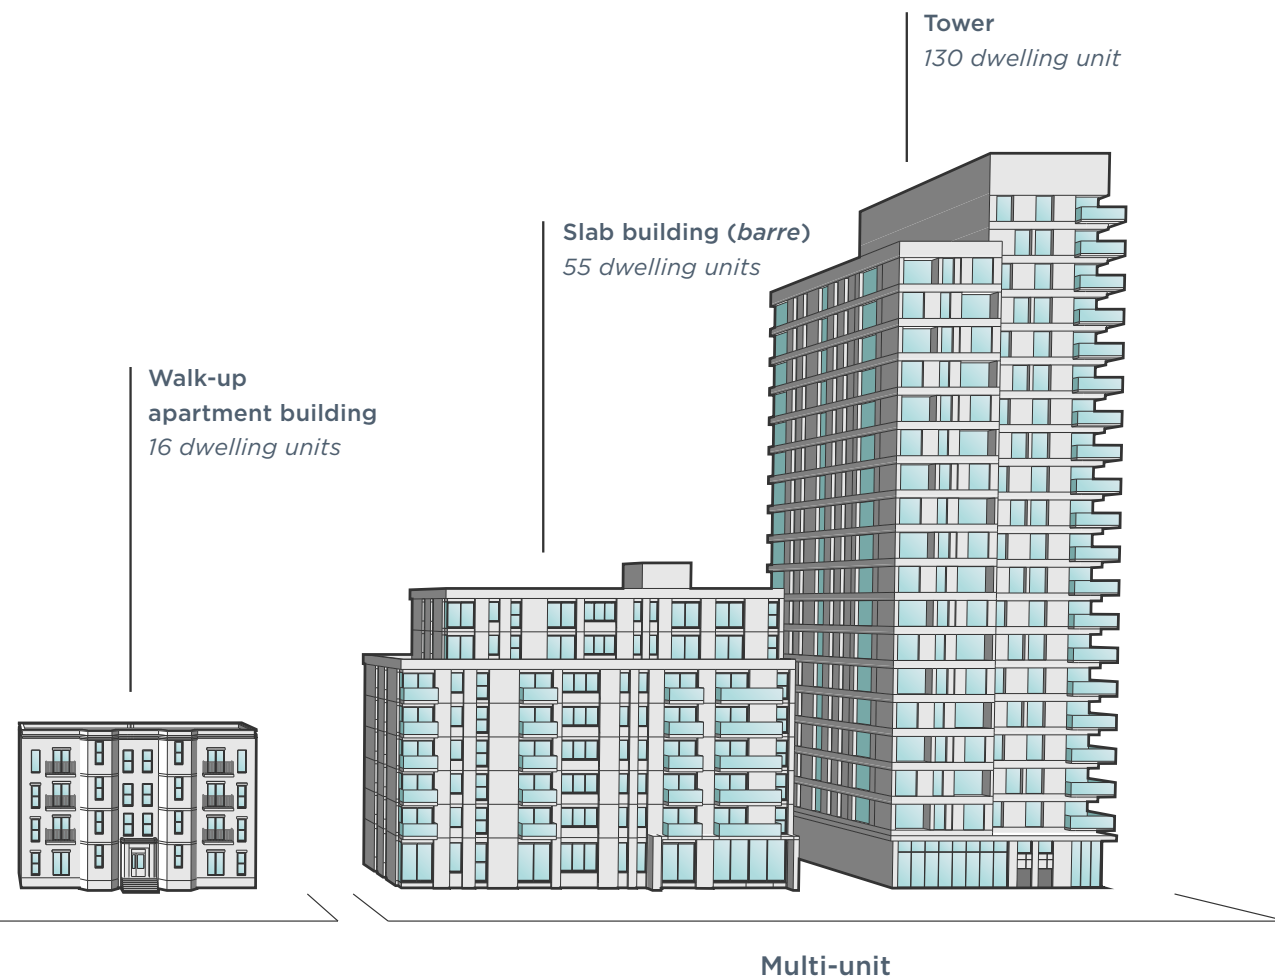 Tower
130 dwelling unit
Slab building (barre)
55 dwelling units
Walk-up
apartment building
16 dwelling units
Multi-unit